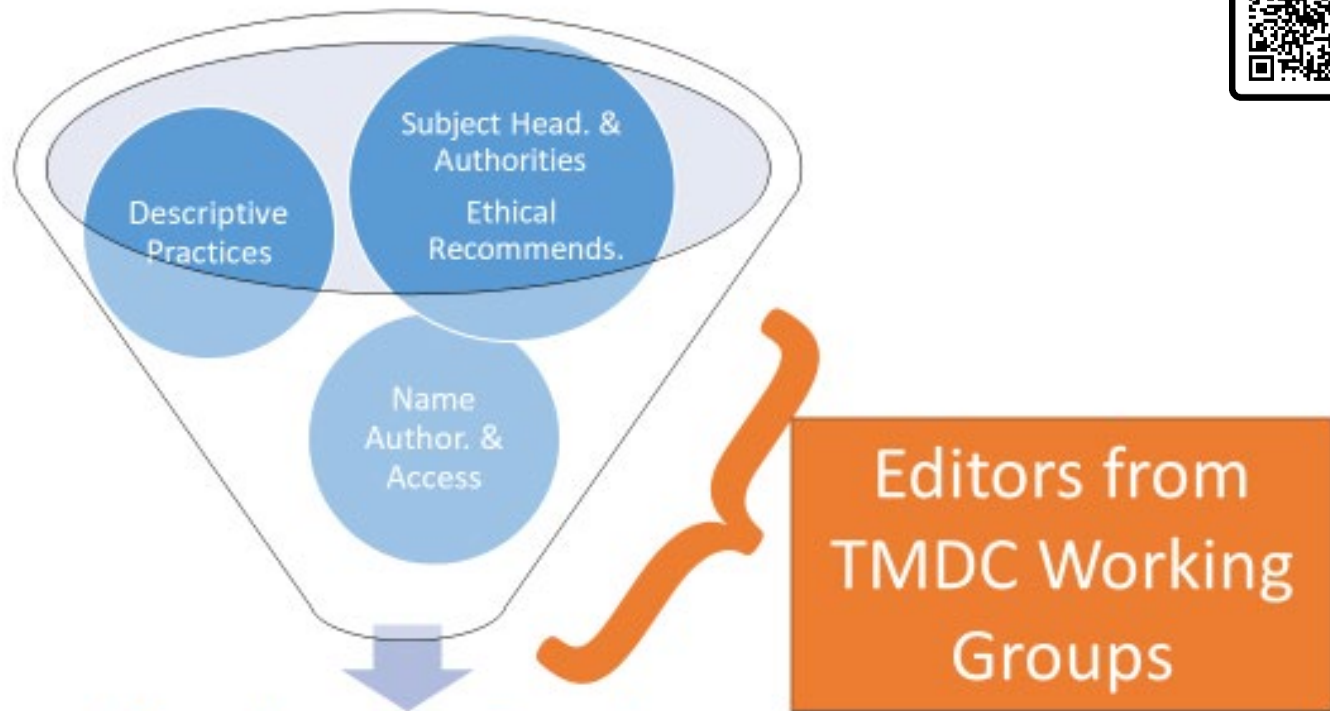 Descriptive
Practices
Subject Head. &
Authorities
Ethical
Recommends.
Name
Author. &
Access
Editors from
TMDC Working
Groups